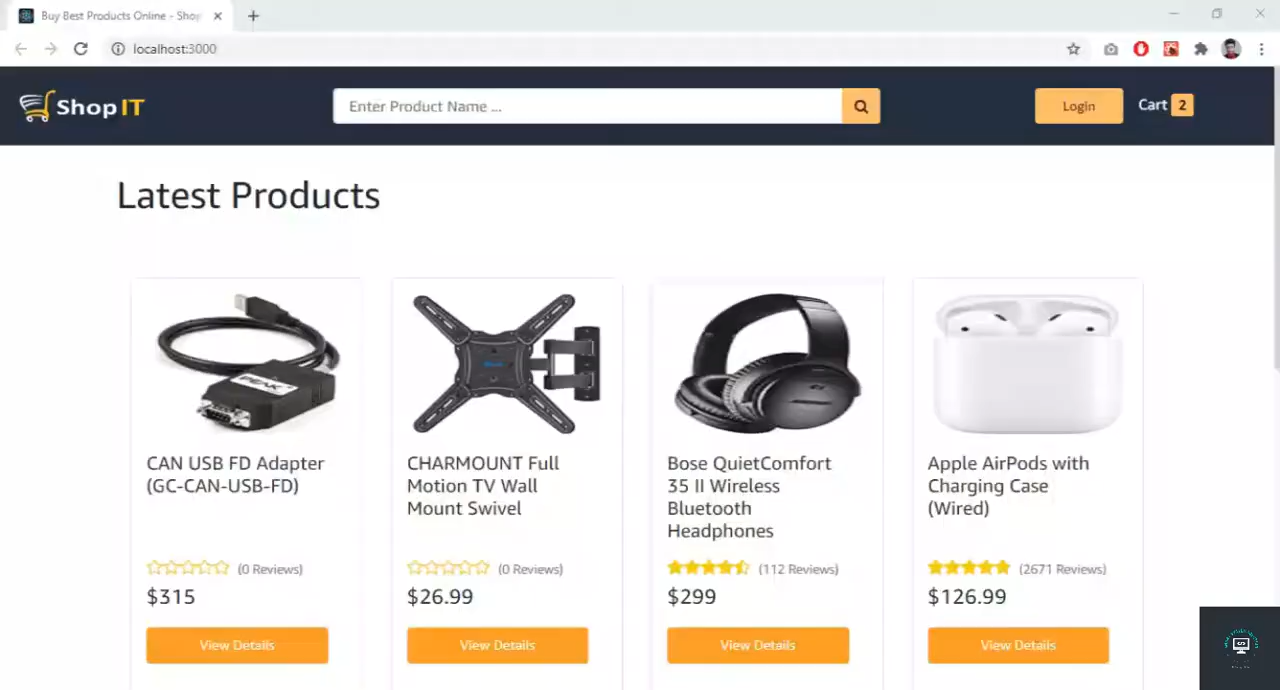 Buy Best Products Online - Shop
localhost:3000
ShopIT
Enter Product Name ...
Login
Cart 2
Latest Products
PEAK
CAN USB FD Adapter
(GC-CAN-USB-FD)
(0 Reviews)
$315
View Details
CHARMOUNT Full
Motion TV Wall
Mount Swivel
(0 Reviews)
$26.99
View Details
Bose QuietComfort
35 II Wireless
Bluetooth
Headphones
(112 Reviews)
$299
View Details
Apple AirPods with
Charging Case
(Wired)
(2671 Reviews)
$126.99
View Details